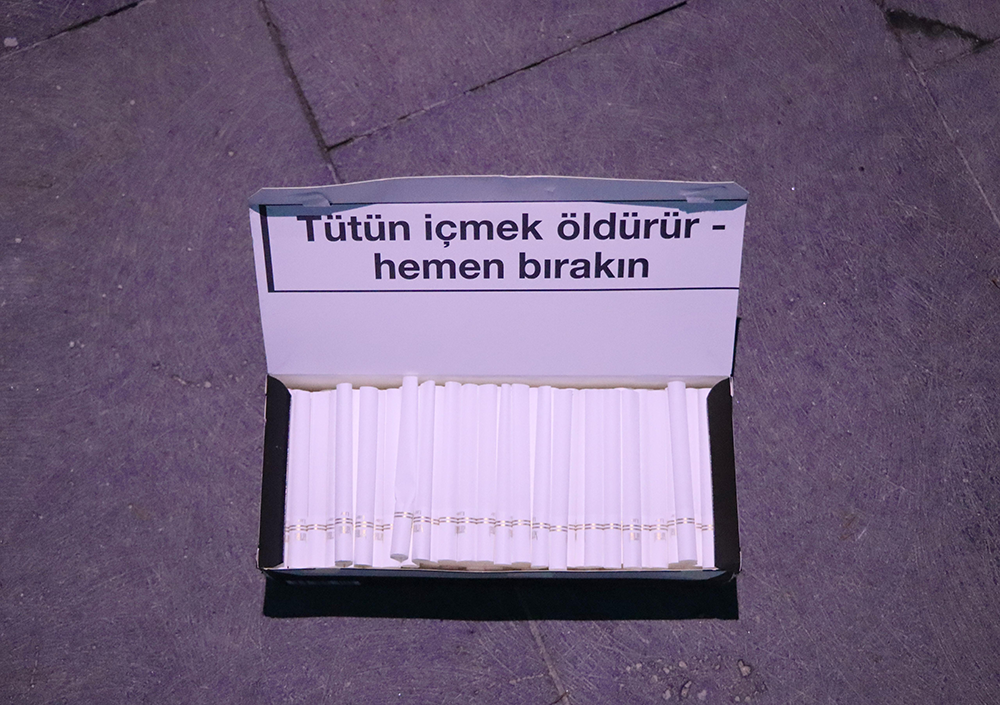 Tütün içmek öldürür -
hemen bırakın